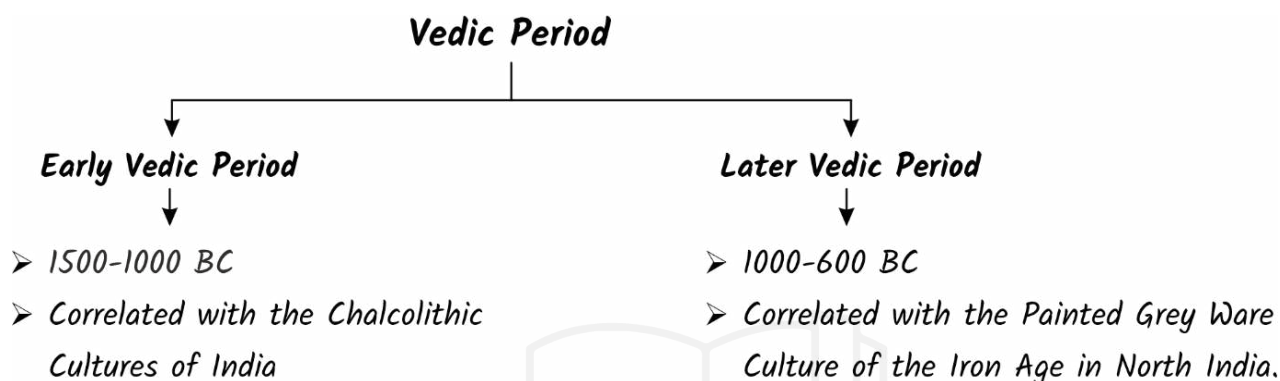 Vedic Period
Early Vedic Period
➢ 1500-1000 BC
➢ Correlated with the Chalcolithic
Cultures of India
Later Vedic Period
➢ 1000-600 BC
➢ Correlated with the Painted Grey Ware
Culture of the Iron Age in North India.